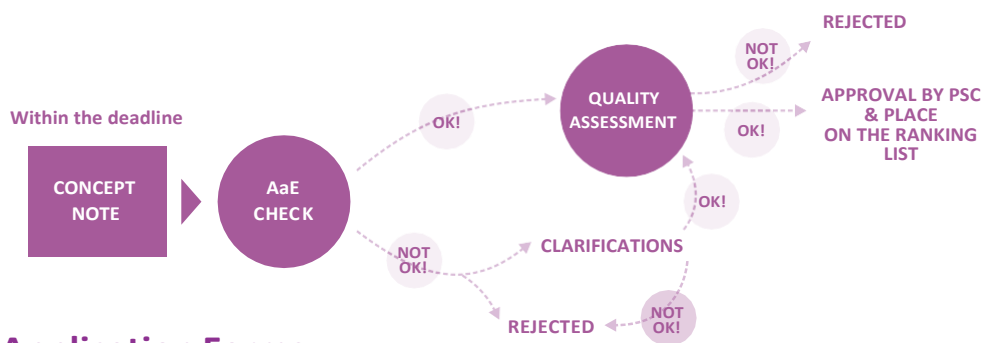 Within the deadline
CONCEPT
NOTE
AaE
CHECK
OK!
NOT
OK!
CLARIFICATIONS
REJECTED
NOT
OK!
OK!
QUALITY
ASSESSMENT
NOT
OK!
REJECTED
OK!
APPROVAL BY PSC
& PLACE
ON THE RANKING
LIST